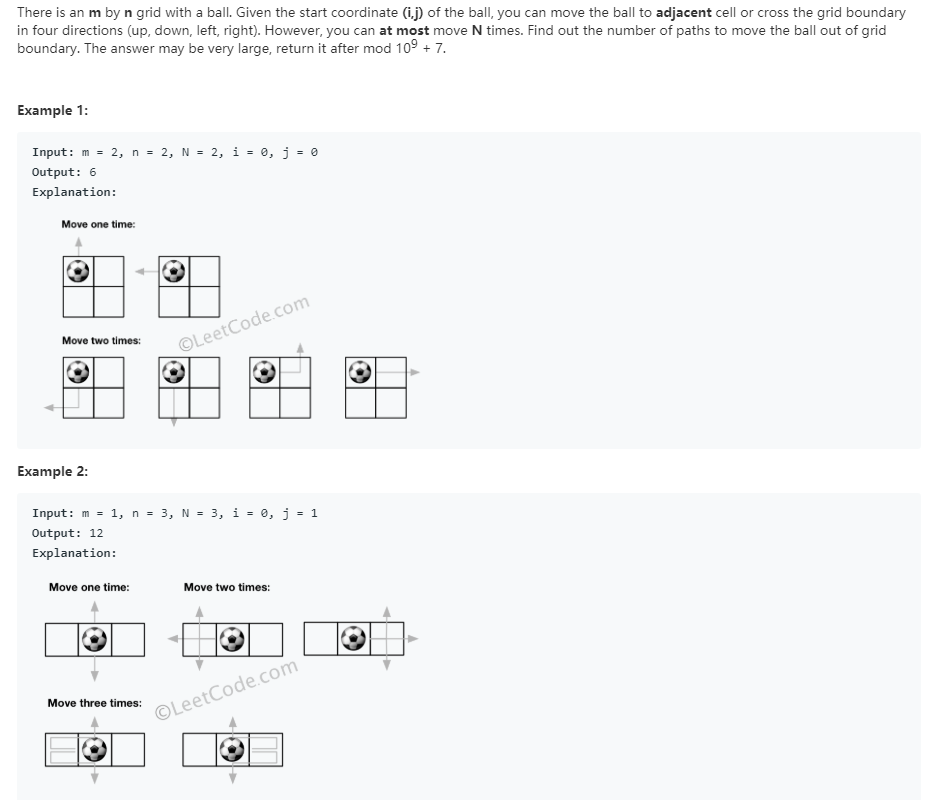 There is an m by n grid with a ball. Given the start coordinate (i,j) of the ball, you can move the ball to adjacent cell or cross the grid boundary
in four directions (up, down, left, right). However, you can at most move N times. Find out the number of paths to move the ball out of grid
boundary. The answer may be very large, return it after mod 10⁹ + 7.
Example 1:
Input: m = 2, n = 2, N = 2, i = 0, j = 0
Output: 6
Explanation:
Move one time:
©LeetCode.com
Move two times:
Example 2:
Input: m = 1, n = 3, N = 3, i = 0, j = 1
Output: 12
Explanation:
Move one time: Move two times:
©LeetCode.com
Move three times: